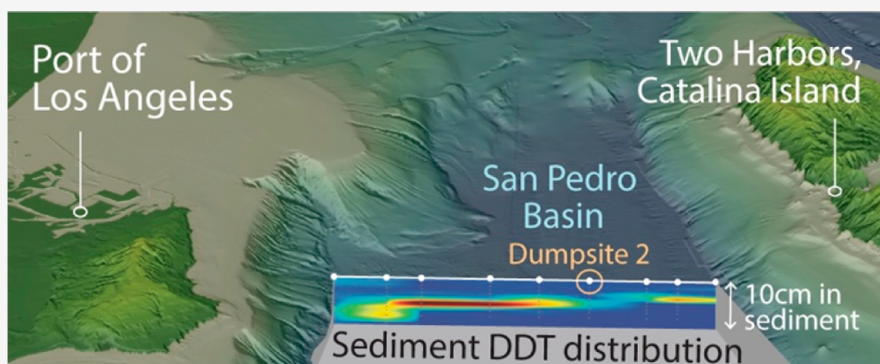 Port of
Los Angeles
Two Harbors,
Catalina Island
San Pedro
Basin
Dumpsite 2
10cm in
sediment
Sediment DDT distribution